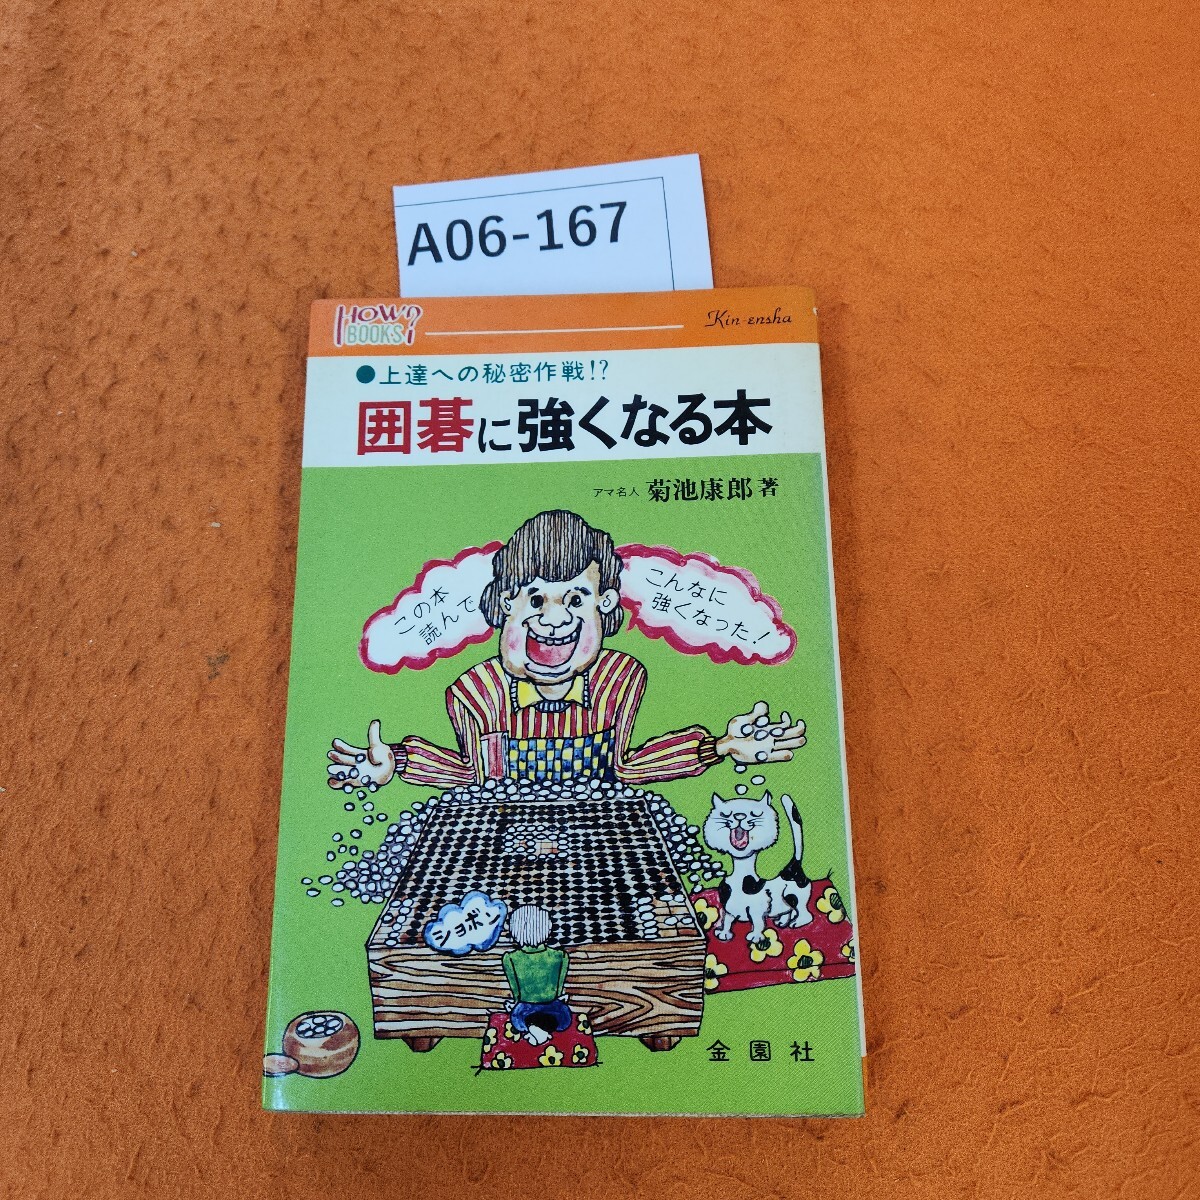 A06-167
HOW?
BOOKS
Kin-ensha
●上達への秘密作戦!?
囲碁に強くなる本
アマ名人 菊池康郎 著
この本
読んで
こんなに
強くなった!
ショボン
金園社